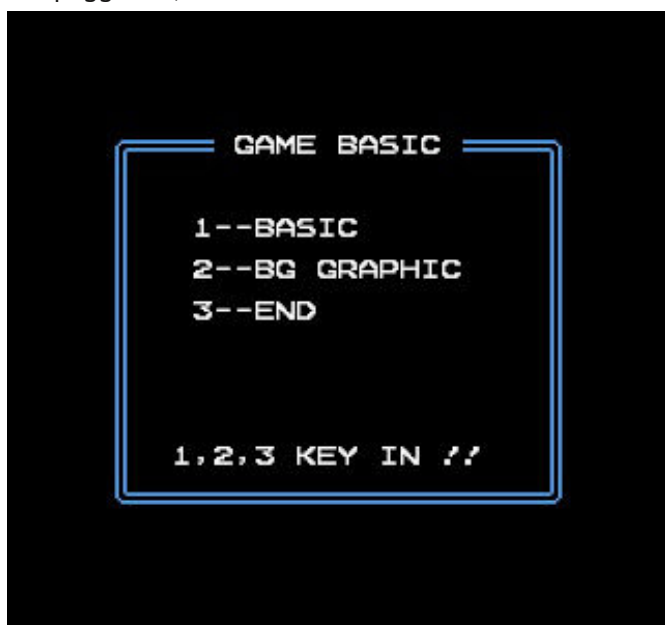 GAME BASIC
1--BASIC
2--BG GRAPHIC
3--END
1,2,3 KEY IN !!